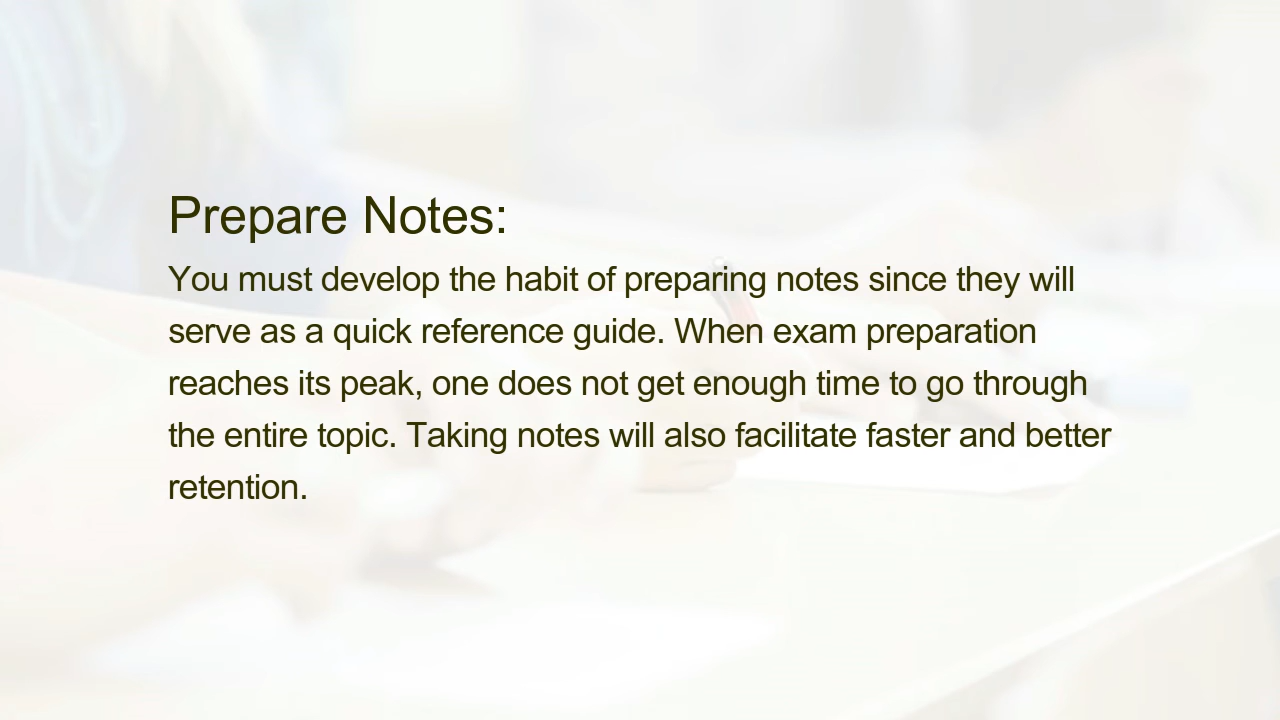 Prepare Notes:
You must develop the habit of preparing notes since they will
serve as a quick reference guide. When exam preparation
reaches its peak, one does not get enough time to go through
the entire topic. Taking notes will also facilitate faster and better
retention.